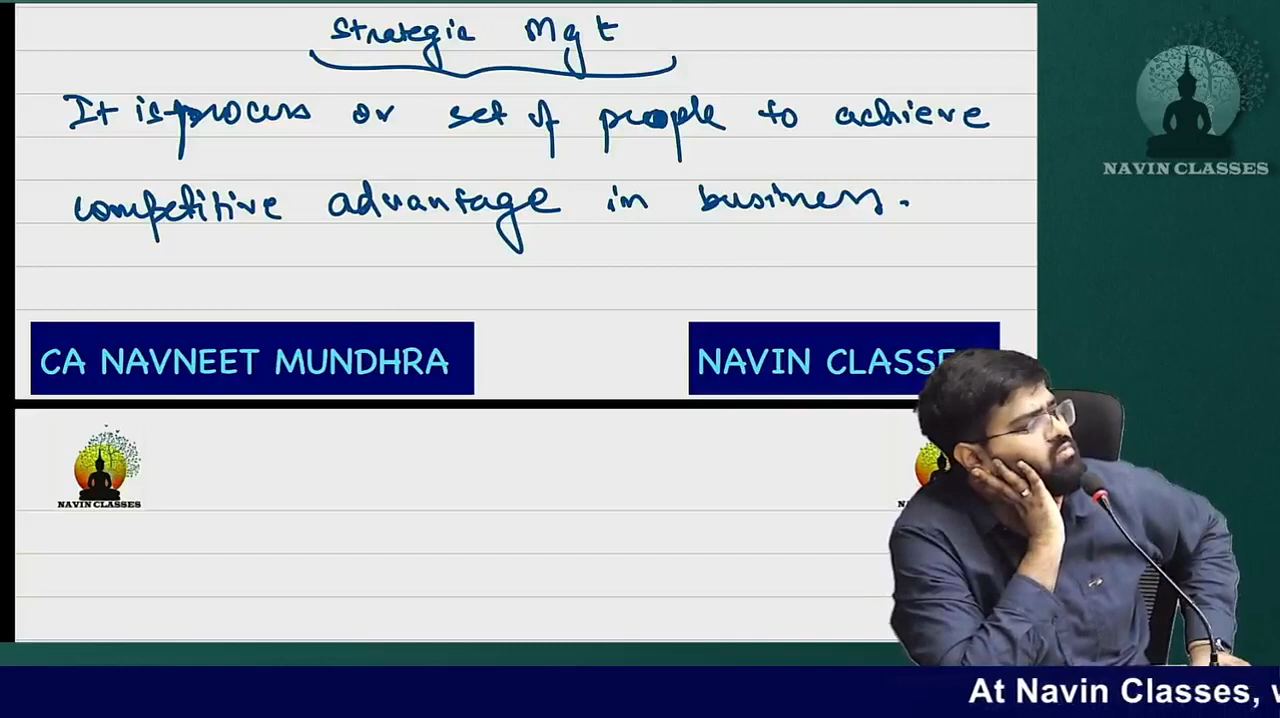 Strategic Mgt
It is process or set of people to achieve
competitive advantage in business.
NAVIN CLASSES
CA NAVNEET MUNDHRA
NAVIN CLASSE
NAVIN CLASSES
At Navin Classes,